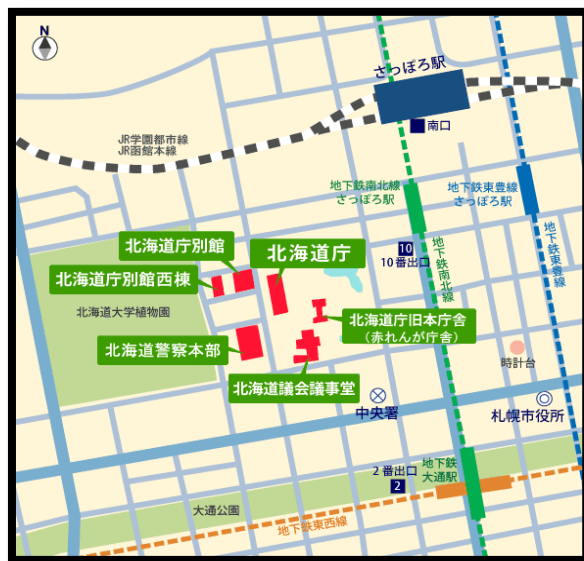 N
さっぽろ駅
南口
JR学園都市線
JR函館本線
地下鉄南北線
さっぽろ駅
地下鉄東豊線
さっぽろ駅
北海道庁別館
北海道庁
10
10番出口
地下鉄南北線
地下鉄東豊線
北海道庁別館西棟
北海道大学植物園
北海道庁旧本庁舎
(赤れんが庁舎)
北海道警察本部
時計台
北海道議会議事堂
中央署
札幌市役所
2番出口
2
地下鉄
大通駅
大通公園
地下鉄東西線